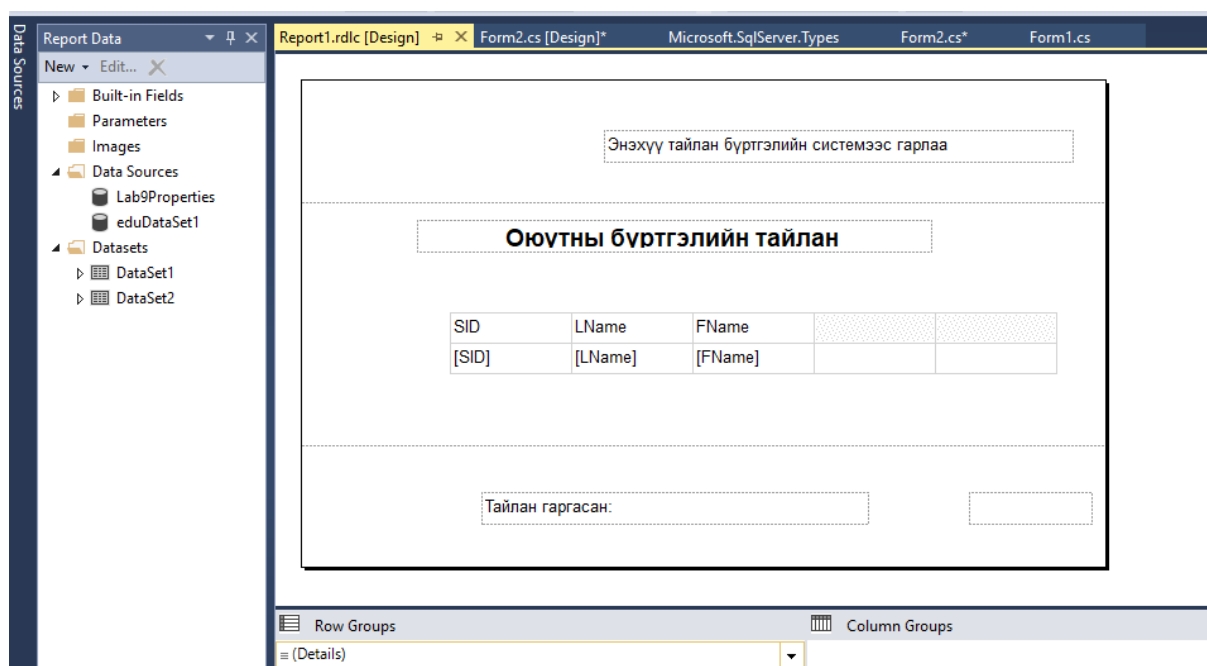 Data Sources
Report Data
New Edit...
Built-in Fields
Parameters
Images
Data Sources
Lab9Properties
eduDataSet1
Datasets
DataSet1
DataSet2
Report1.rdlc [Design] Form2.cs [Design]* Microsoft.SqlServer.Types Form2.cs* Form1.cs
Энэхүү тайлан бүртгэлийн системээс гарлаа
Оюутны бүртгэлийн тайлан
SID LName FName
[SID] [LName] [FName]
Тайлан гаргасан:
Row Groups Column Groups
(Details)